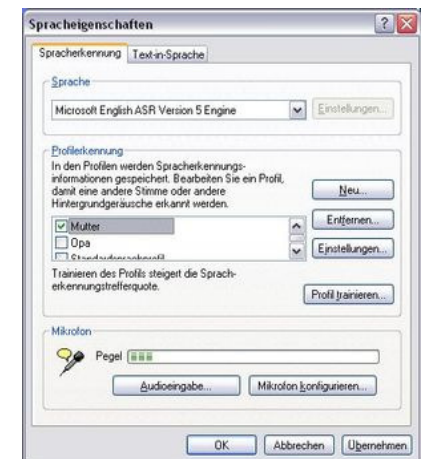 Spracheigenschaften
Spracherkennung Text-in-Sprache
Sprache
Microsoft English ASR Version 5 Engine Einstellungen...
Profilerkennung
In den Profilen werden Spracherkennungs-
informationen gespeichert. Bearbeiten Sie ein Profil,
damit eine andere Stimme oder andere
Hintergrundgeräusche erkannt werden.
Neu...
Mutter
Opa
Entfernen...
Einstellungen...
Trainieren des Profils steigert die Sprach-
erkennungstrefferquote.
Profil trainieren...
Mikrofon
Pegel
Audioeingabe... Mikrofon konfigurieren...
OK Abbrechen Übernehmen